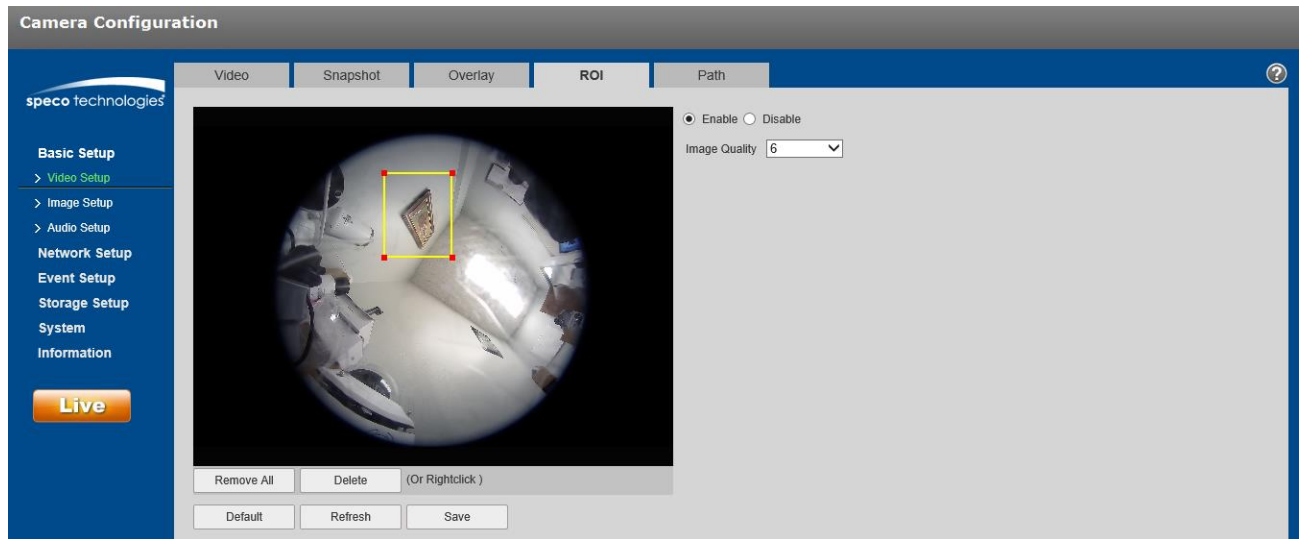 Camera Configuration
speco technologies
Video Snapshot Overlay ROI Path ?
Enable Disable
Image Quality 6
Basic Setup
> Video Setup
> Image Setup
> Audio Setup
Network Setup
Event Setup
Storage Setup
System
Information
Live
Remove All Delete (Or Rightclick )
Default Refresh Save